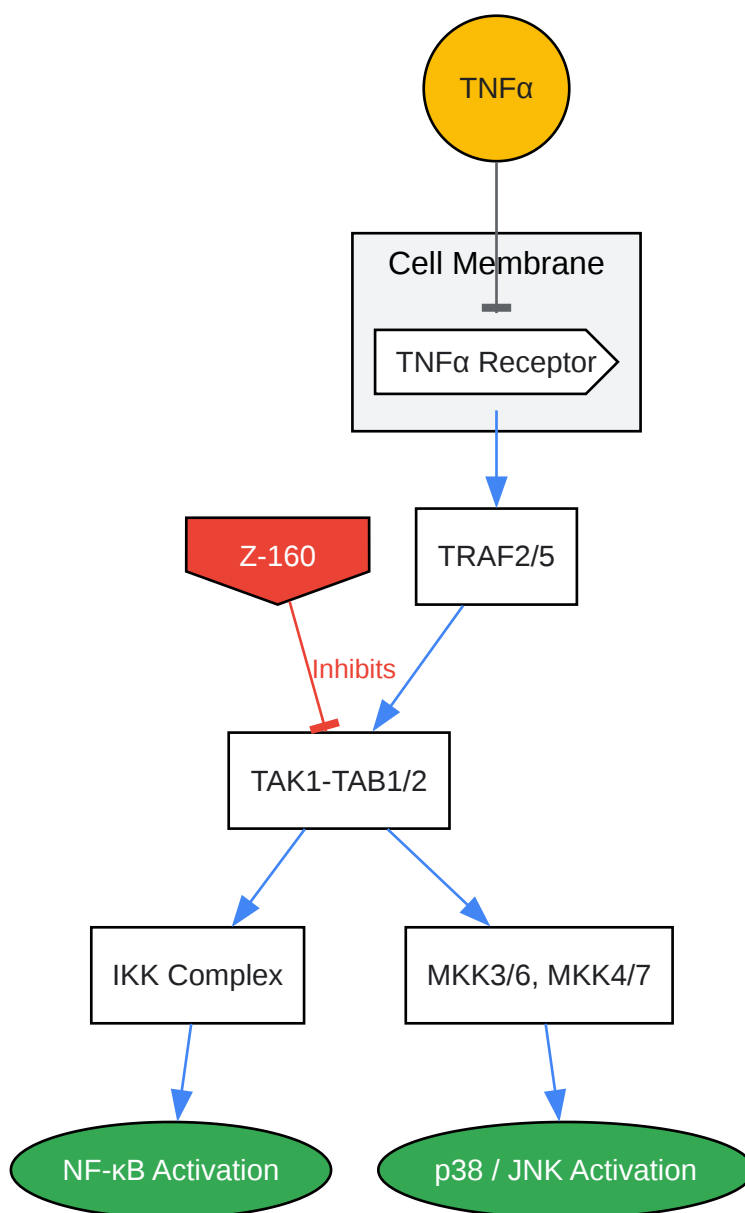 TNFα
Cell Membrane
TNFα Receptor
Z-160
TRAF2/5
Inhibits
TAK1-TAB1/2
IKK Complex
MKK3/6, MKK4/7
NF-κB Activation
p38 / JNK Activation